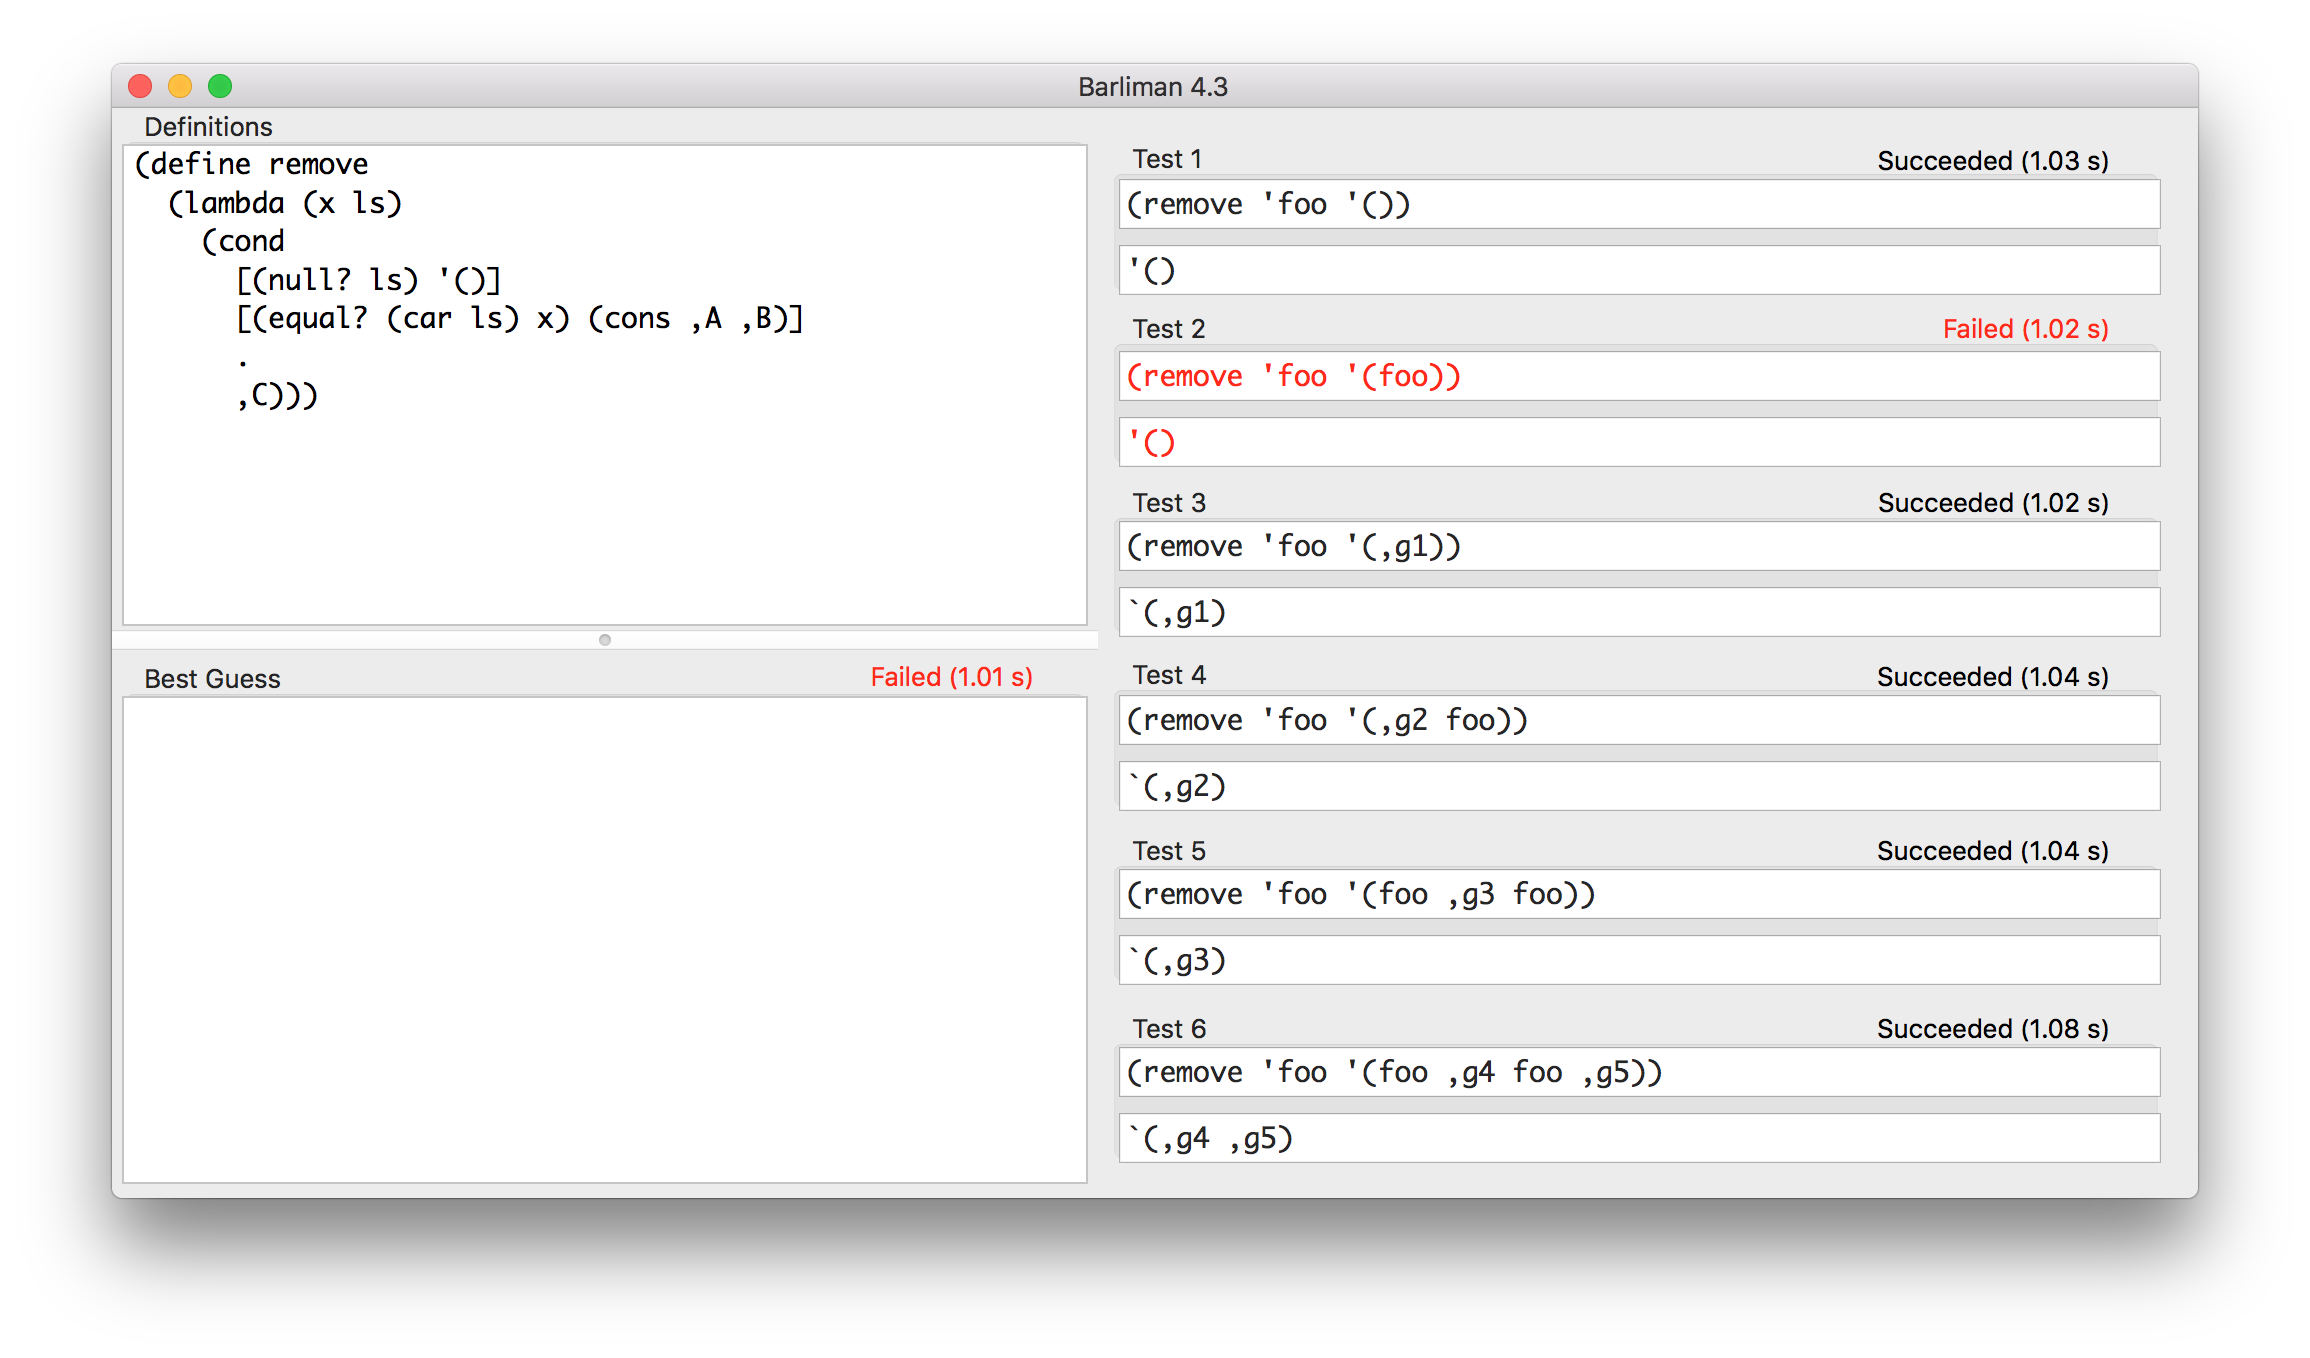 Barliman 4.3
Definitions
(define remove
  (lambda (x ls)
    (cond
      [(null? ls) '()]
      [(equal? (car ls) x) (cons ,A ,B)]
      .
      ,C)))
Best Guess
Failed (1.01 s)
Test 1
Succeeded (1.03 s)
(remove 'foo '())
'()
Test 2
Failed (1.02 s)
(remove 'foo '(foo))
'()
Test 3
Succeeded (1.02 s)
(remove 'foo '(,g1))
`(,g1)
Test 4
Succeeded (1.04 s)
(remove 'foo '(,g2 foo))
`(,g2)
Test 5
Succeeded (1.04 s)
(remove 'foo '(foo ,g3 foo))
`(,g3)
Test 6
Succeeded (1.08 s)
(remove 'foo '(foo ,g4 foo ,g5))
`(,g4 ,g5)